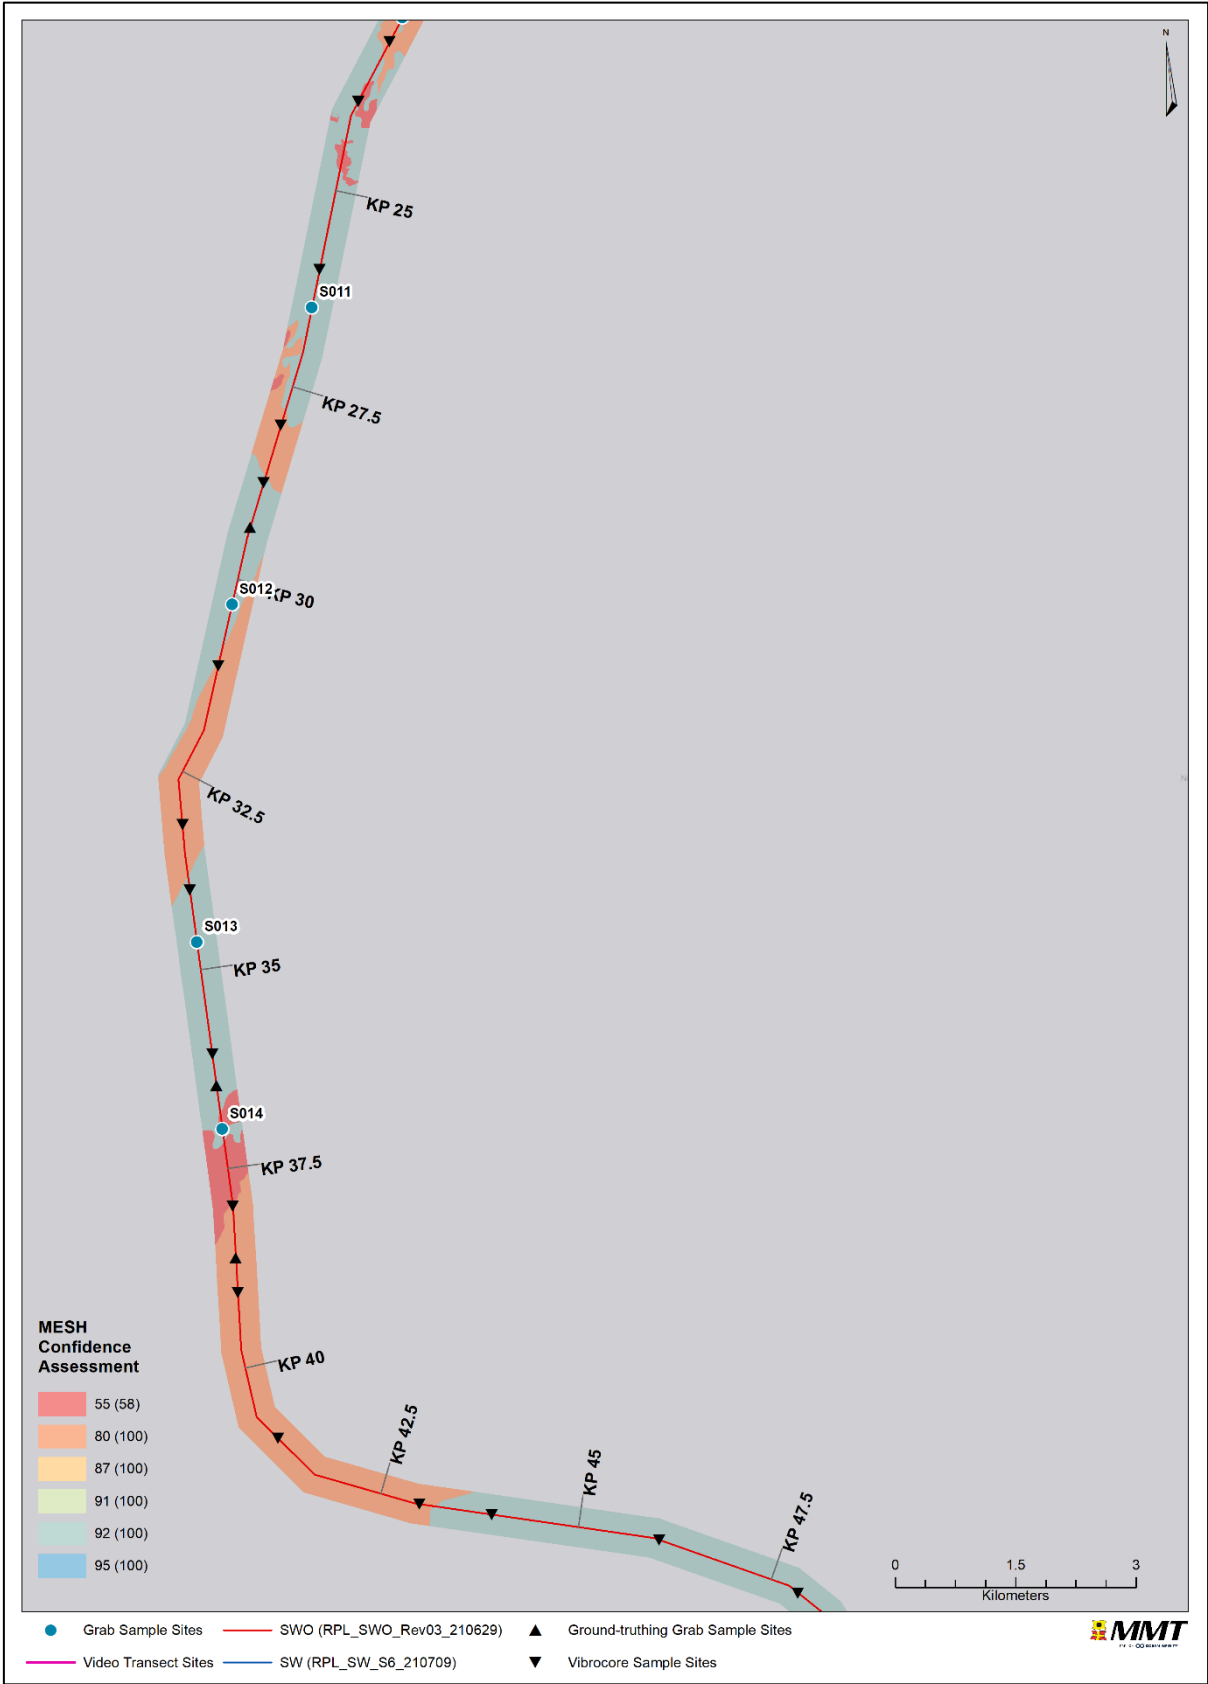 N
KP 25
S011
KP 27.5
S012
KP 30
KP 32.5
S013
KP 35
S014
KP 37.5
KP 40
KP 42.5
KP 45
KP 47.5
MESH
Confidence
Assessment
55 (58)
80 (100)
87 (100)
91 (100)
92 (100)
95 (100)
0 1.5 3
Kilometers
Grab Sample Sites
SWO (RPL_SWO_Rev03_210629)
Ground-truthing Grab Sample Sites
Video Transect Sites
SW (RPL_SW_S6_210709)
Vibrocore Sample Sites
MMT